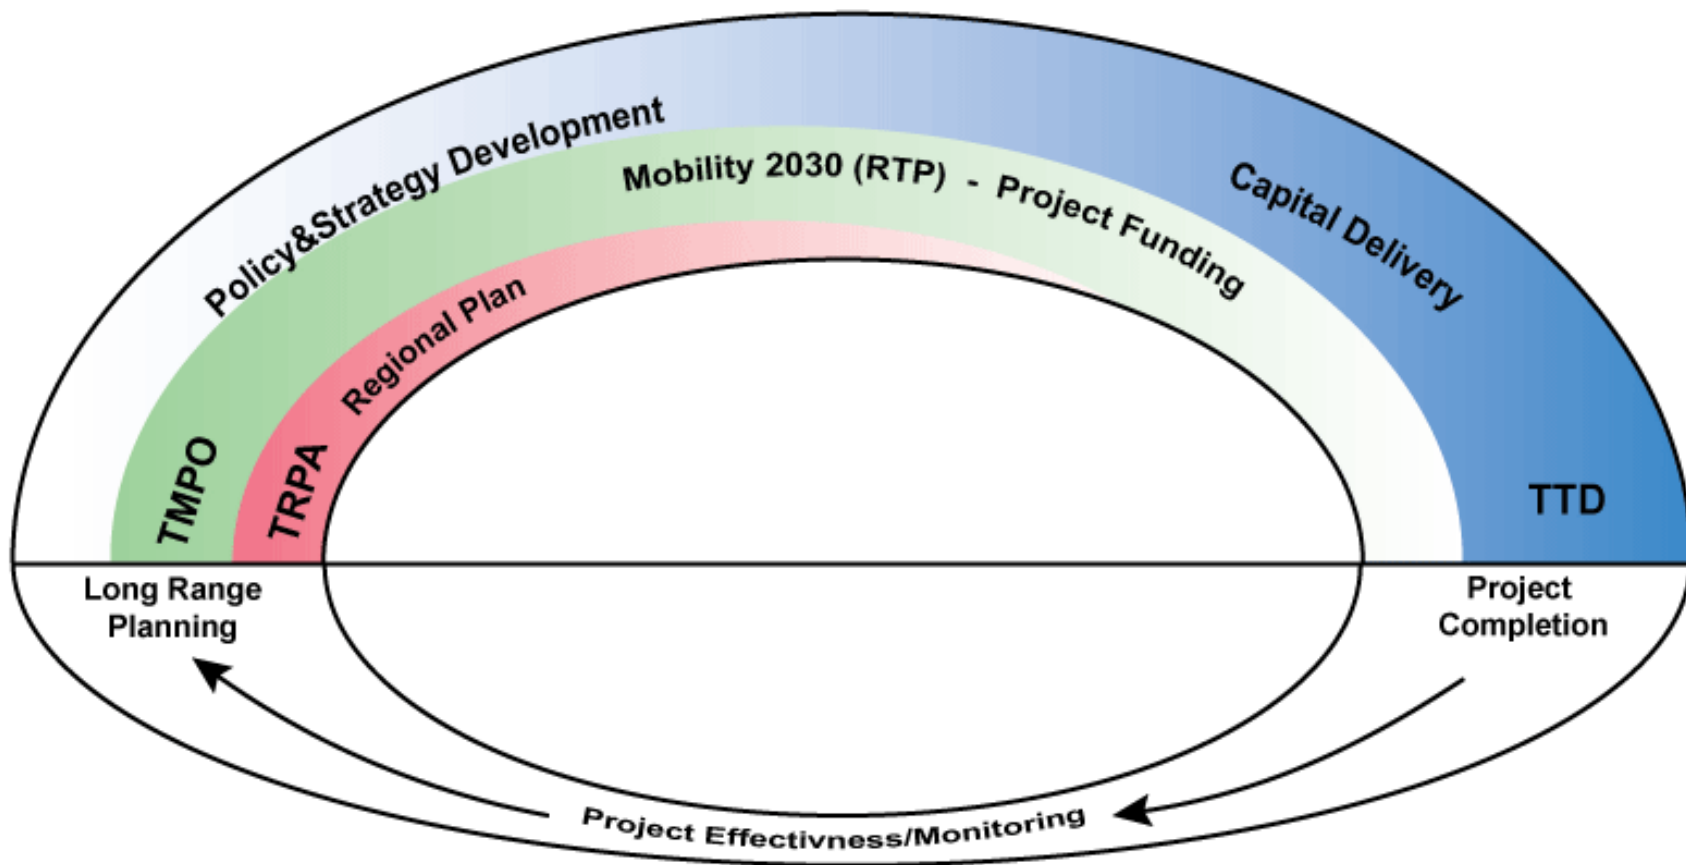 Policy&Strategy Development
Mobility 2030 (RTP) - Project Funding
Capital Delivery
Regional Plan
TMPO
TRPA
TTD
Long Range
Planning
Project
Completion
Project Effectivness/Monitoring